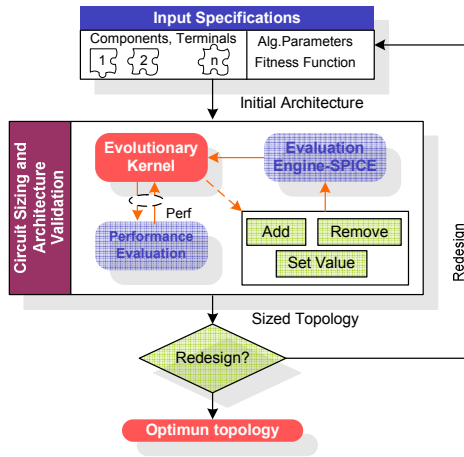 Input Specifications
Components, Terminals
1
2
n
Alg.Parameters
Fitness Function
Initial Architecture
Circuit Sizing and
Architecture
Validation
Evolutionary
Kernel
Evaluation
Engine-SPICE
Perf
Performance
Evaluation
Add
Remove
Set Value
Redesign
Sized Topology
Redesign?
Optimun topology